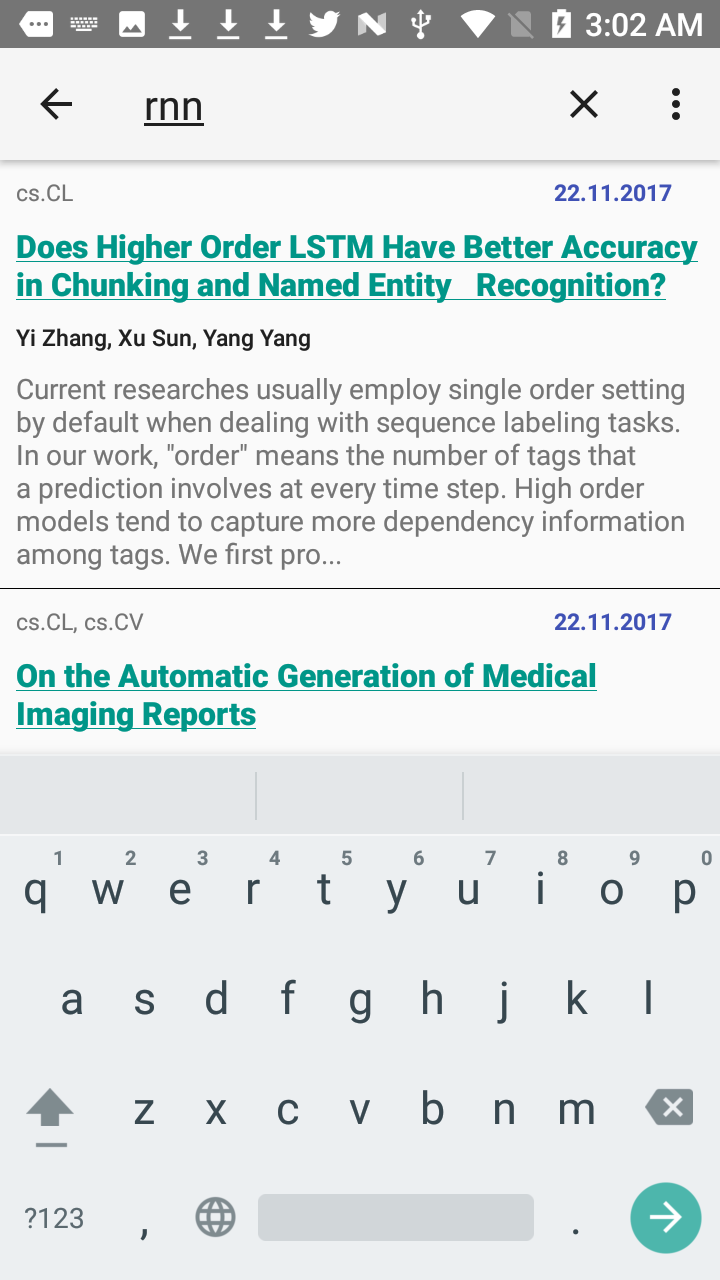 3:02 AM
rnn
cs.CL 22.11.2017
Does Higher Order LSTM Have Better Accuracy
in Chunking and Named Entity   Recognition?
Yi Zhang, Xu Sun, Yang Yang
Current researches usually employ single order setting
by default when dealing with sequence labeling tasks.
In our work, "order" means the number of tags that
a prediction involves at every time step. High order
models tend to capture more dependency information
among tags. We first pro...
cs.CL, cs.CV 22.11.2017
On the Automatic Generation of Medical
Imaging Reports
1 2 3 4 5 6 7 8 9 0
q w e r t y u i o p
a s d f g h j k l
z x c v b n m
?123 , .